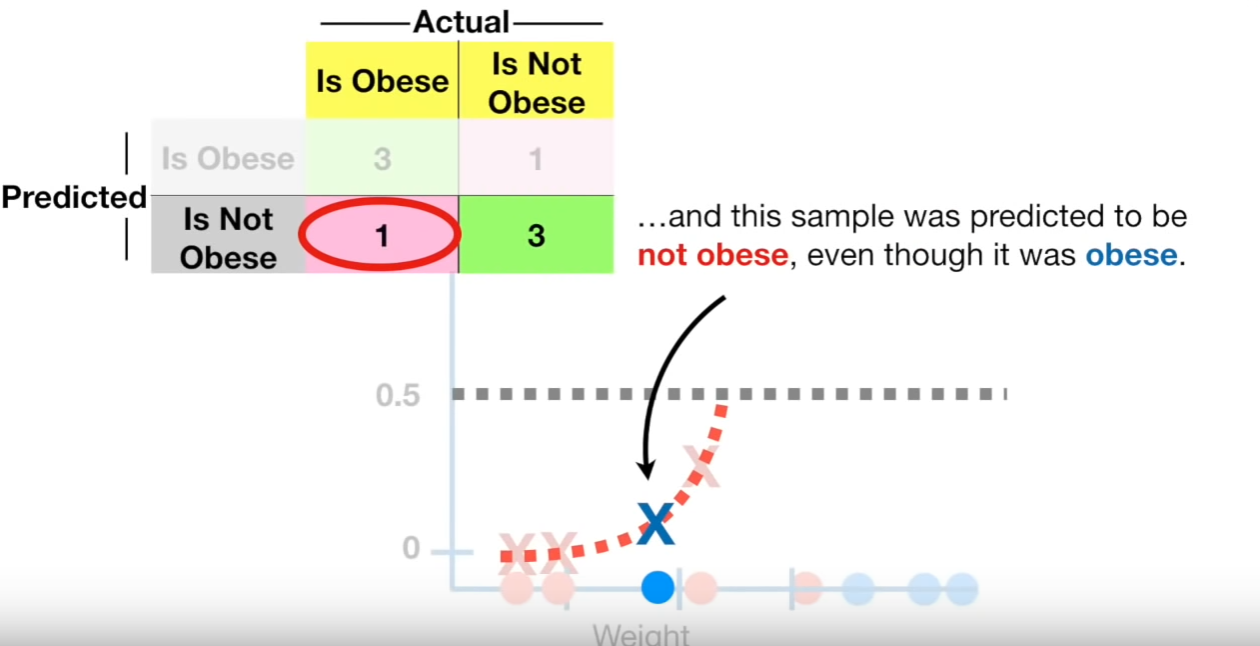 Actual
Is Obese
Is Not
Obese
Is Obese
3
1
Predicted
Is Not
Obese
1
3
...and this sample was predicted to be
not obese, even though it was obese.
0.5
X
X
X
X
0
Weight